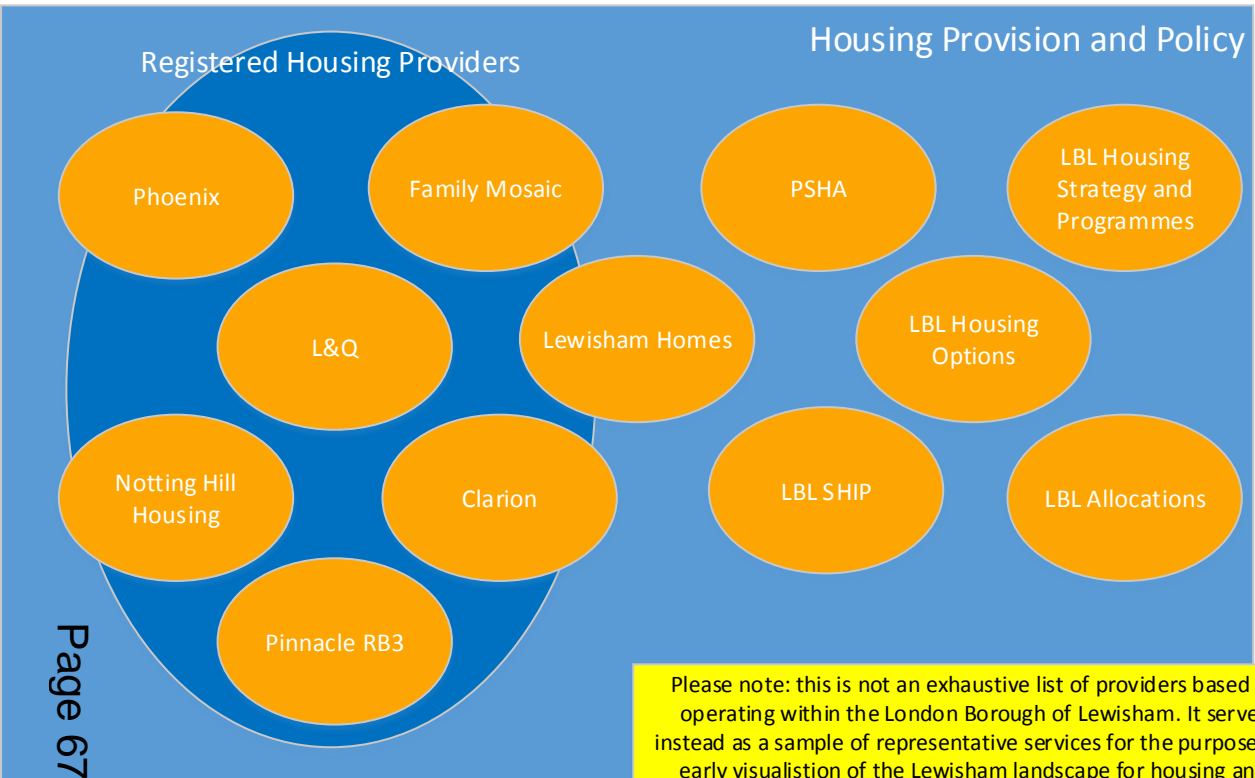 Housing Provision and Policy
Registered Housing Providers
Phoenix
Family Mosaic
PSHA
LBL Housing
Strategy and
Programmes
L&Q
Lewisham Homes
LBL Housing
Options
Notting Hill
Housing
Clarion
LBL SHIP
LBL Allocations
Pinnacle RB3
Page 67
Please note: this is not an exhaustive list of providers based
operating within the London Borough of Lewisham. It serve
instead as a sample of representative services for the purpose
early visualistion of the Lewisham landscape for housing an